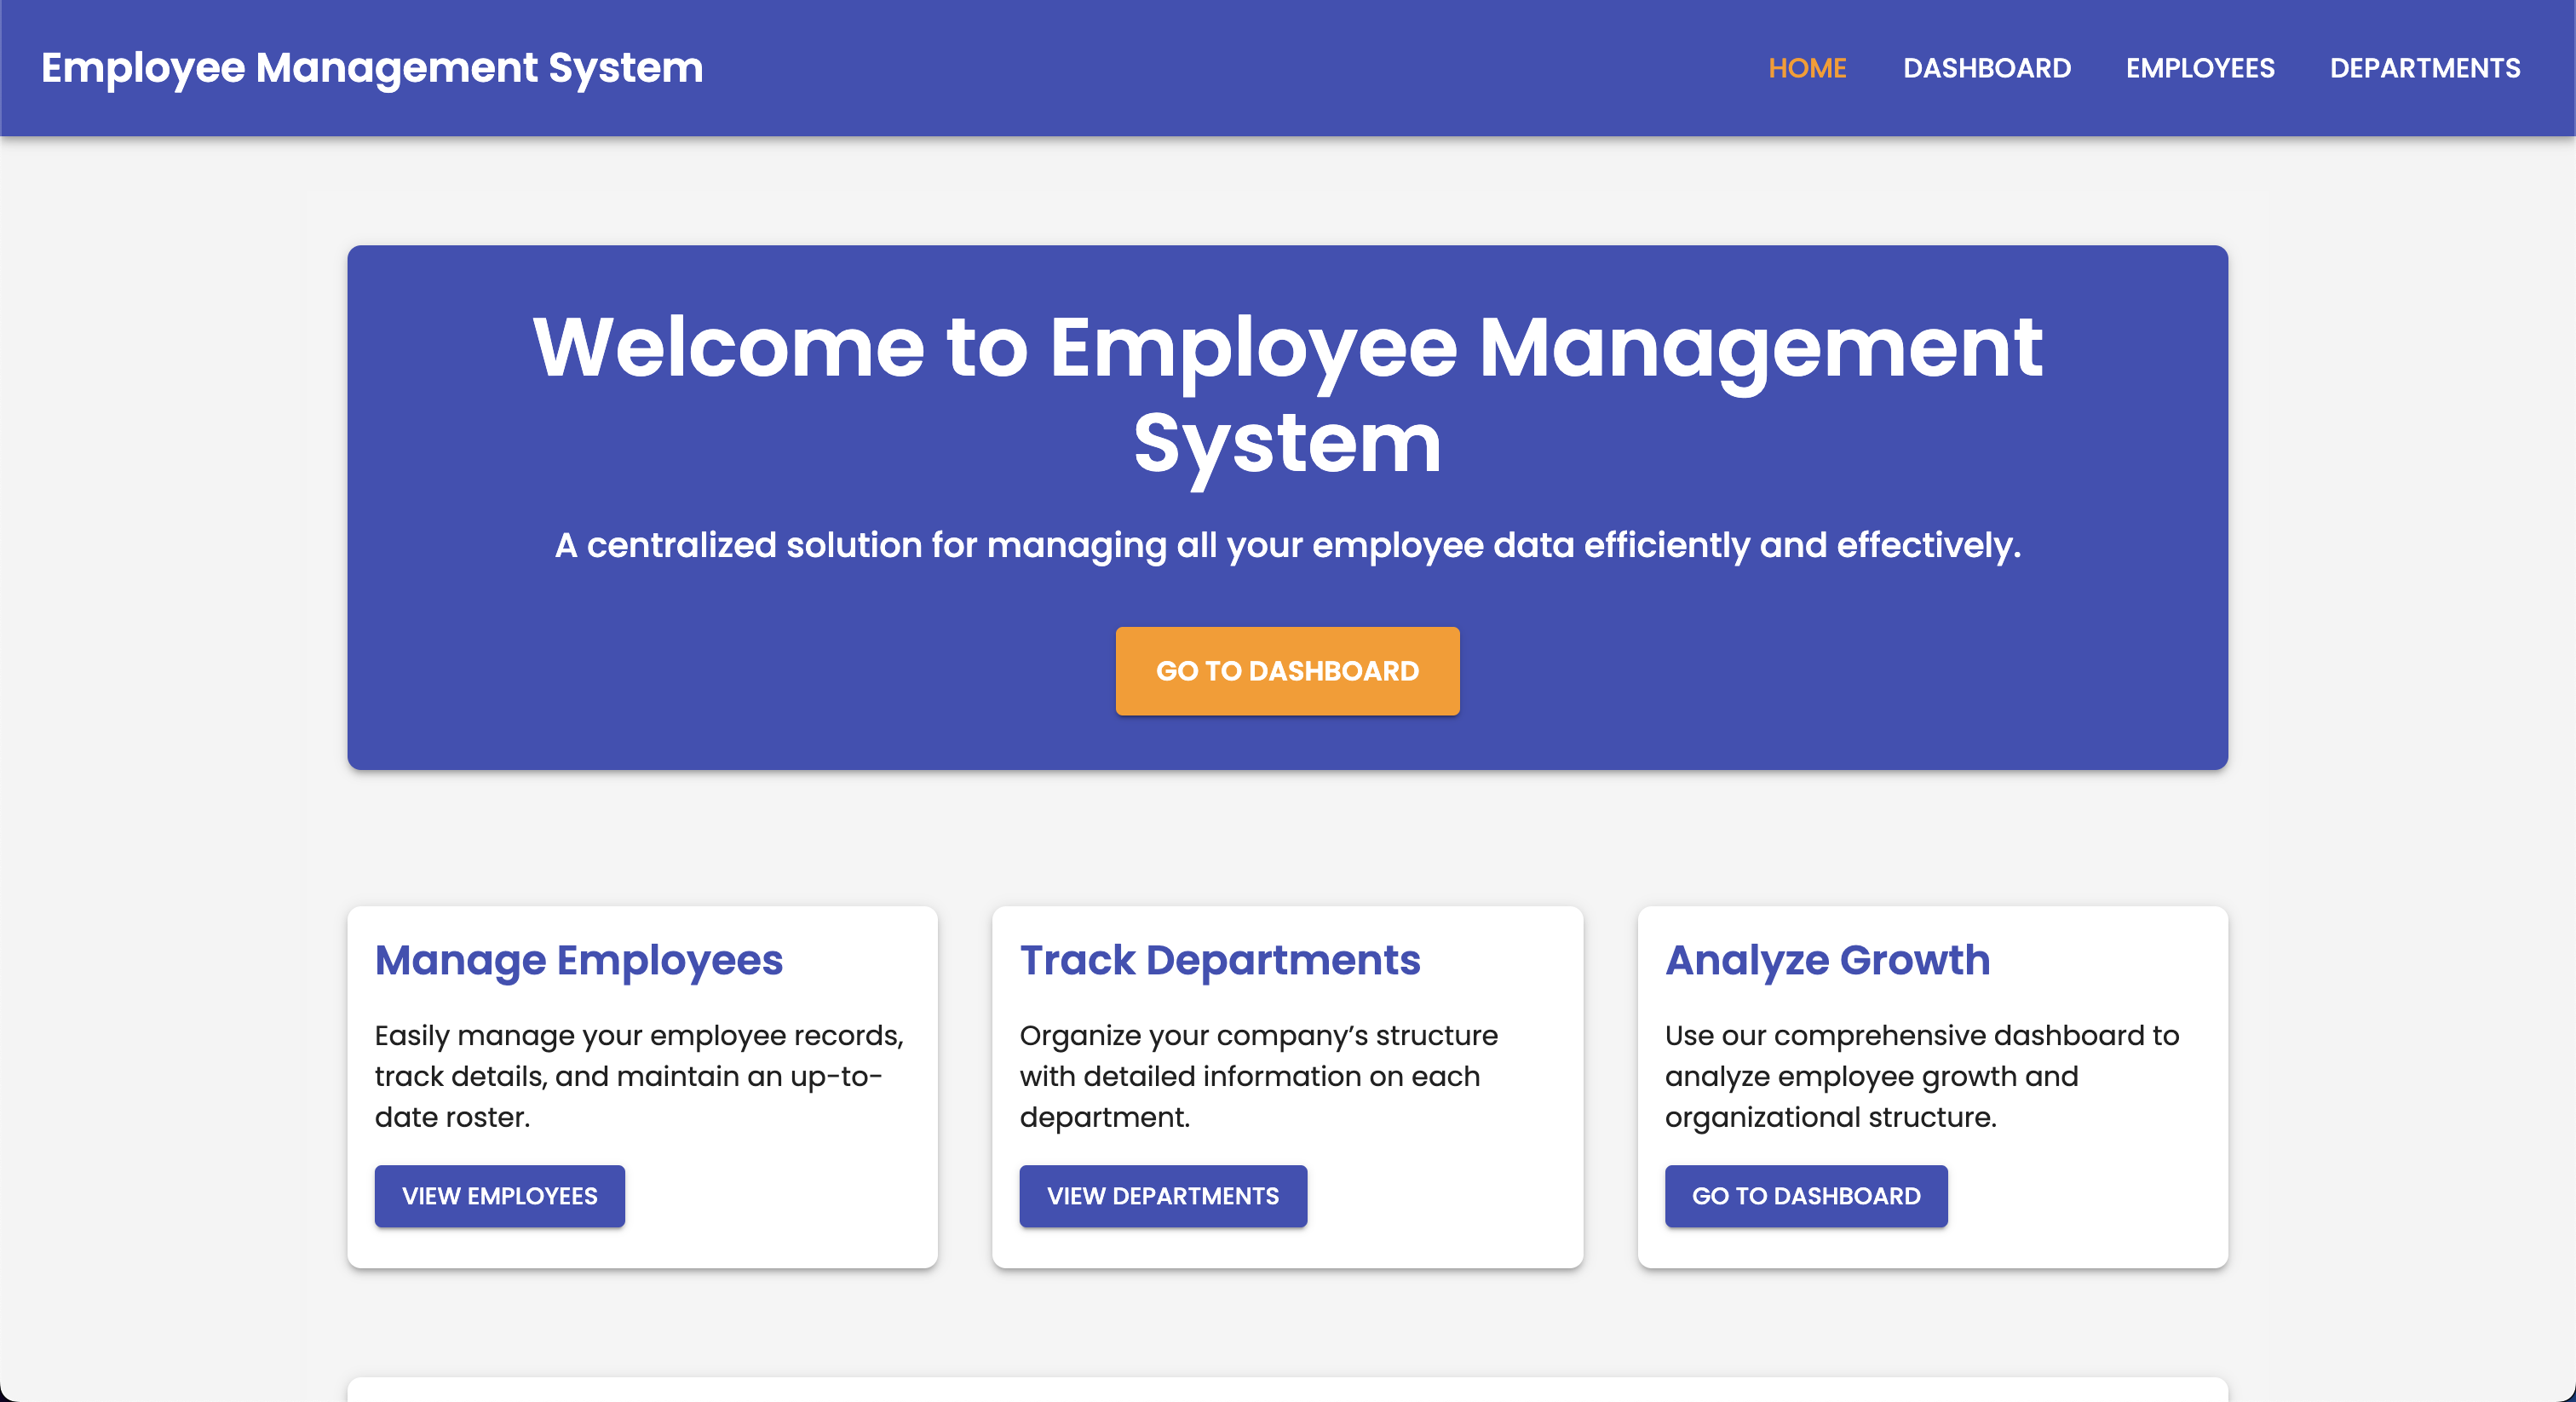 Employee Management System
HOME DASHBOARD EMPLOYEES DEPARTMENTS
Welcome to Employee Management
System
A centralized solution for managing all your employee data efficiently and effectively.
GO TO DASHBOARD
Manage Employees
Easily manage your employee records,
track details, and maintain an up-to-
date roster.
VIEW EMPLOYEES
Track Departments
Organize your company’s structure
with detailed information on each
department.
VIEW DEPARTMENTS
Analyze Growth
Use our comprehensive dashboard to
analyze employee growth and
organizational structure.
GO TO DASHBOARD